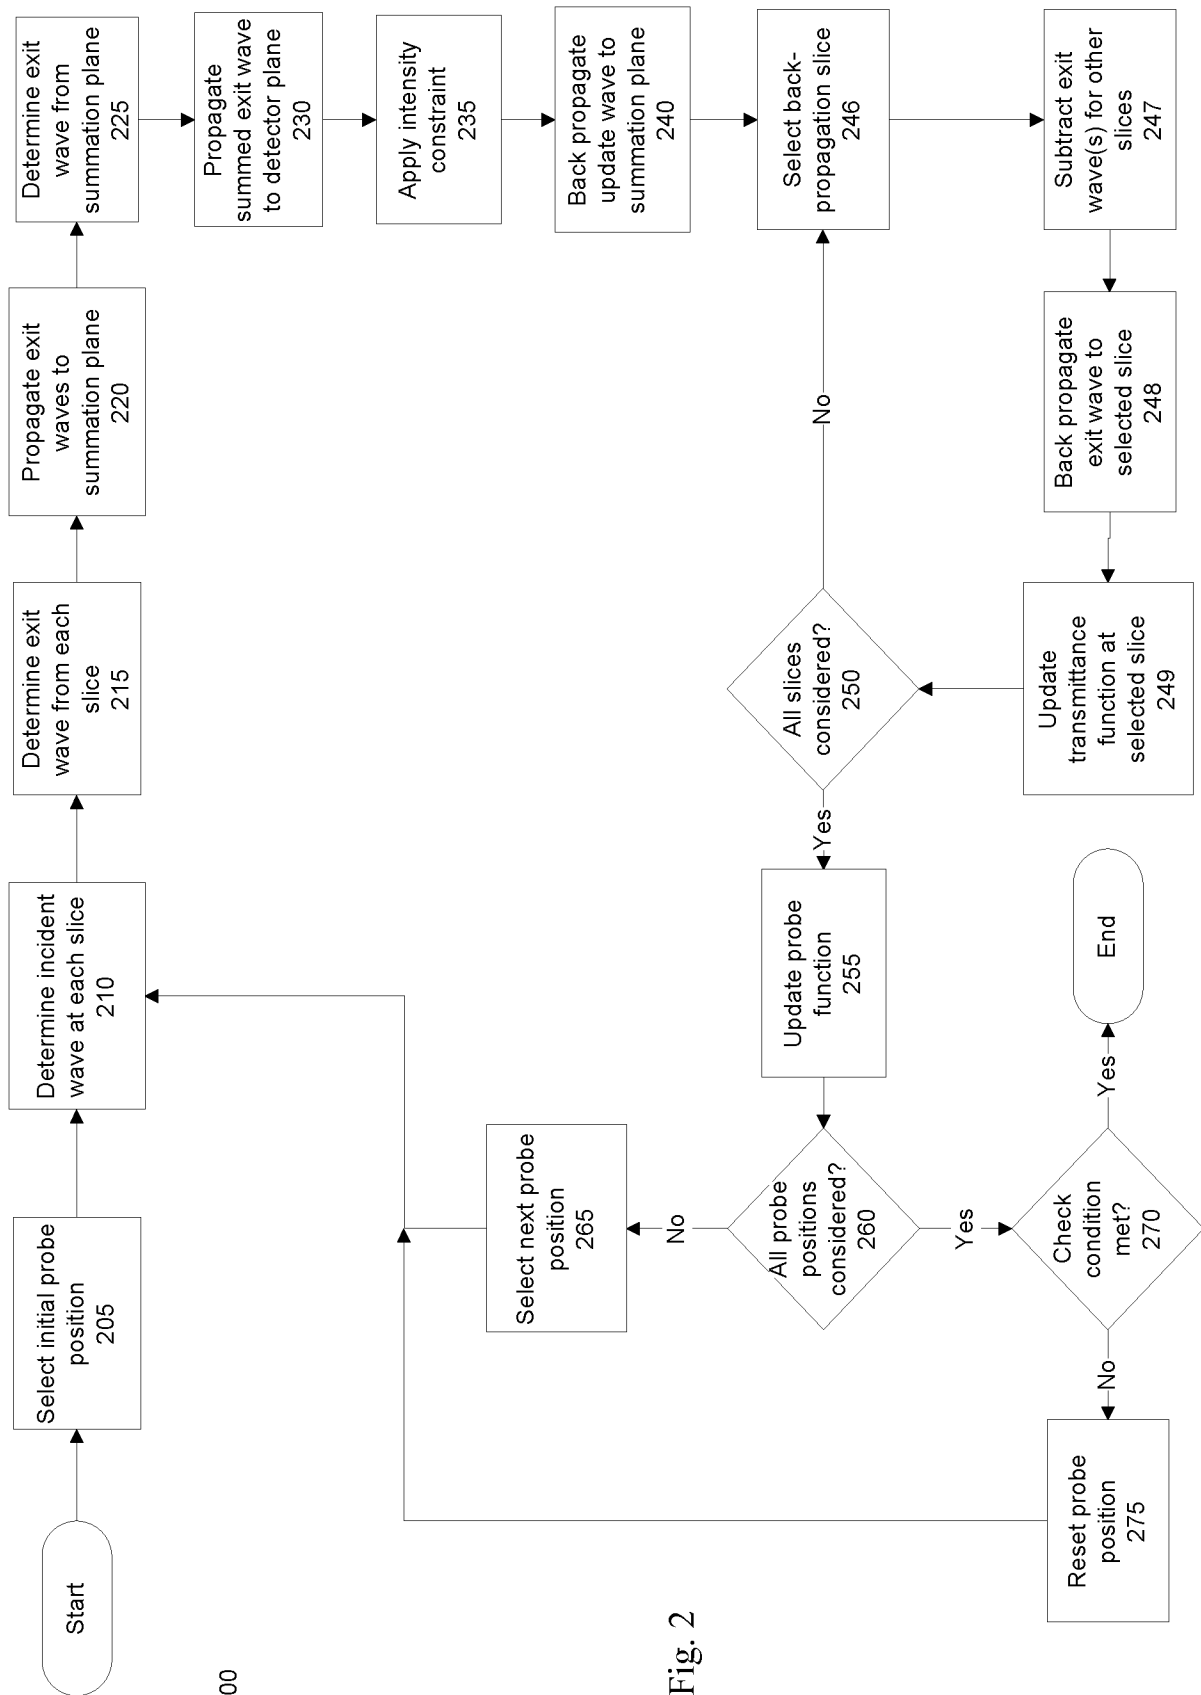 Start
Select initial probe
position
205
Determine incident
wave at each slice
210
Determine exit
wave from each
slice
215
Propagate exit
waves to
summation plane
220
Determine exit
wave from
summation plane
225
Propagate
summed exit wave
to detector plane
230
Apply intensity
constraint
235
Back propagate
update wave to
summation plane
240
Select back-
propagation slice
246
Subtract exit
wave(s) for other
slices
247
Back propagate
exit wave to
selected slice
248
Update
transmittance
function at
selected slice
249
All slices
considered?
250
No
Yes
Update probe
function
255
All probe
positions
considered?
260
No
Select next probe
position
265
Yes
Check
condition
met?
270
Yes
End
No
Reset probe
position
275
00
Fig. 2